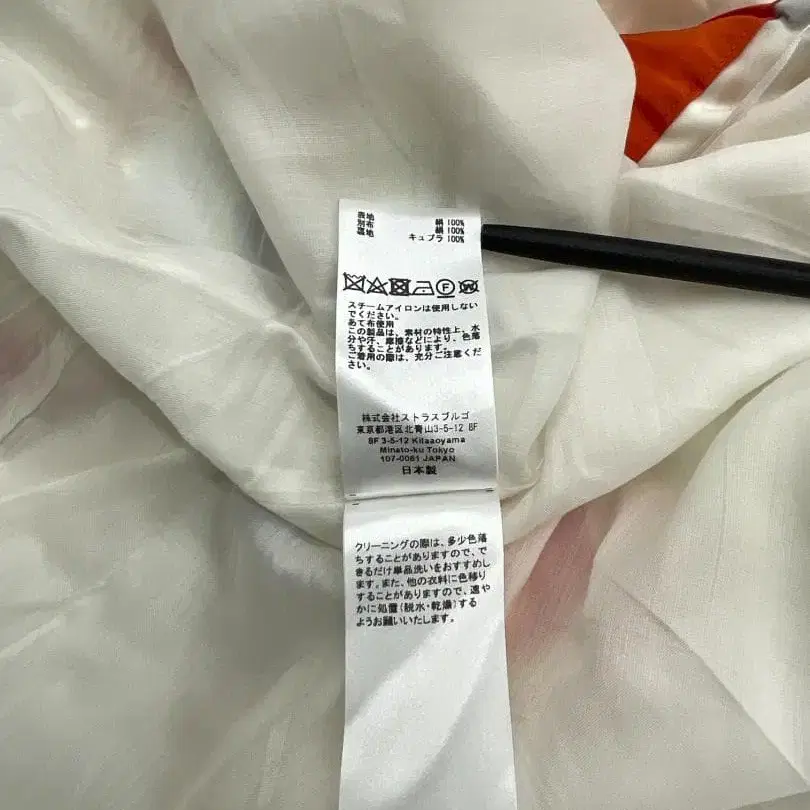 表地 絹 100%
別布 絹 100%
裏地 キュプラ 100%
F
W
スチームアイロンは使用しない
でください。
あて布使用
この製品は、素材の特性上、水
分や汗、摩擦などにより、色落
ちすることがあります。
ご着用の際は、充分ご注意くだ
さい。
株式会社ストラスブルゴ
東京都港区北青山3-5-12 8F
8F 3-5-12 Kitaaoyama
Minato-ku Tokyo
107-0061 JAPAN
日本製
クリーニングの際は、多少色落
ちすることがありますので、で
きるだけ単品洗いをおすすめし
ます。また、他の衣料に色移り
することがありますので、速や
かに処置(脱水・乾燥)する
ようお願いいたします。